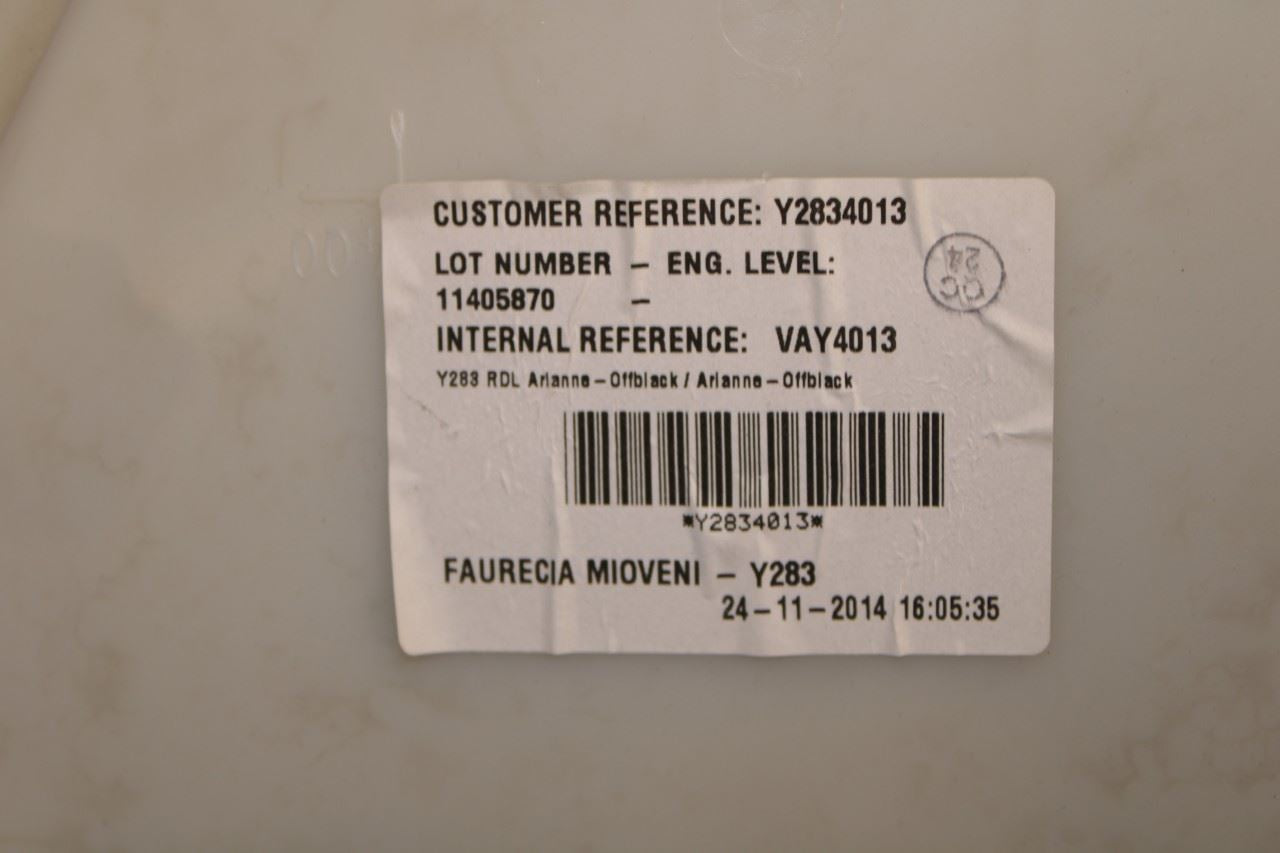 CUSTOMER REFERENCE: Y2834013
LOT NUMBER – ENG. LEVEL:
11405870 –
INTERNAL REFERENCE: VAY4013
Y283 RDL Arianne – Offblack / Arianne – Offblack
*Y2834013*
FAURECIA MIOVENI – Y283
24 – 11 – 2014 16:05:35
24